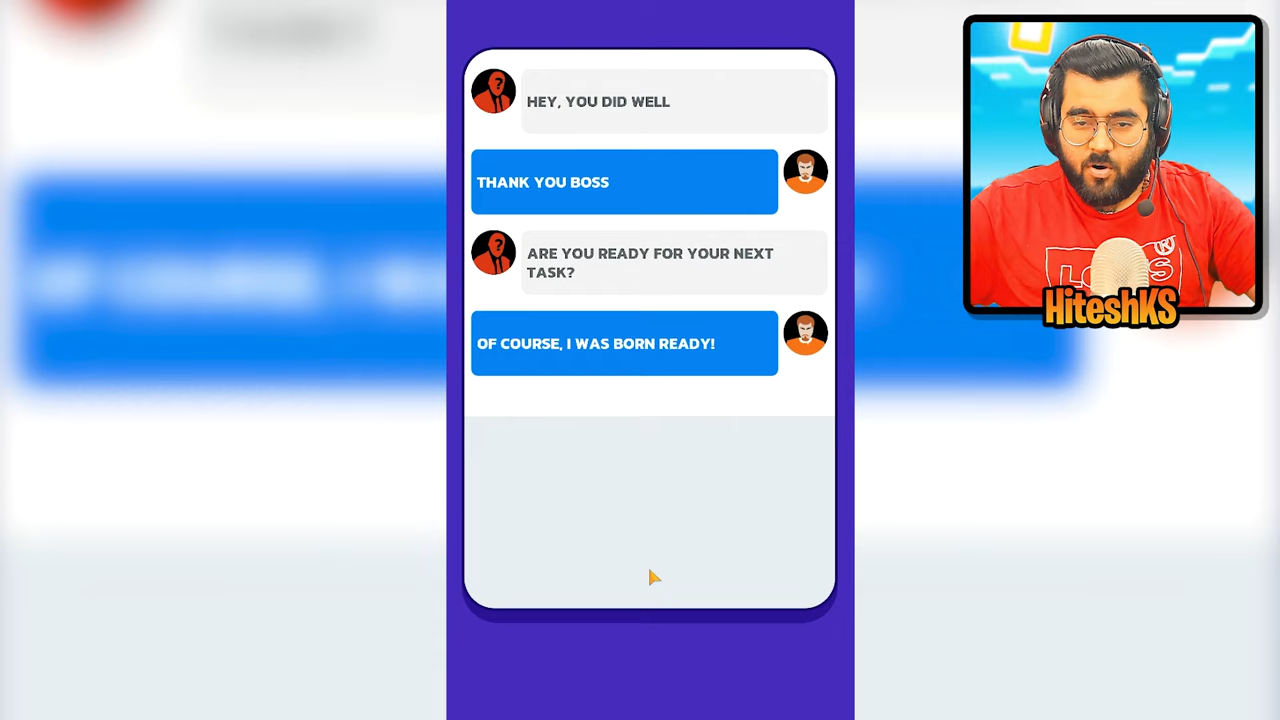 HEY, YOU DID WELL
THANK YOU BOSS
ARE YOU READY FOR YOUR NEXT
TASK?
OF COURSE, I WAS BORN READY!
HiteshKS